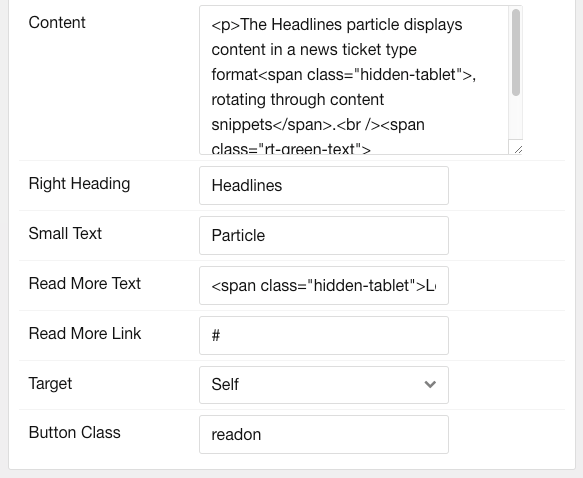 Content
<p>The Headlines particle displays
content in a news ticket type
format<span class="hidden-tablet">,
rotating through content
snippets</span>.<br /><span
class="rt-green-text">
Right Heading
Headlines
Small Text
Particle
Read More Text
<span class="hidden-tablet">L
Read More Link
#
Target
Self
Button Class
readon